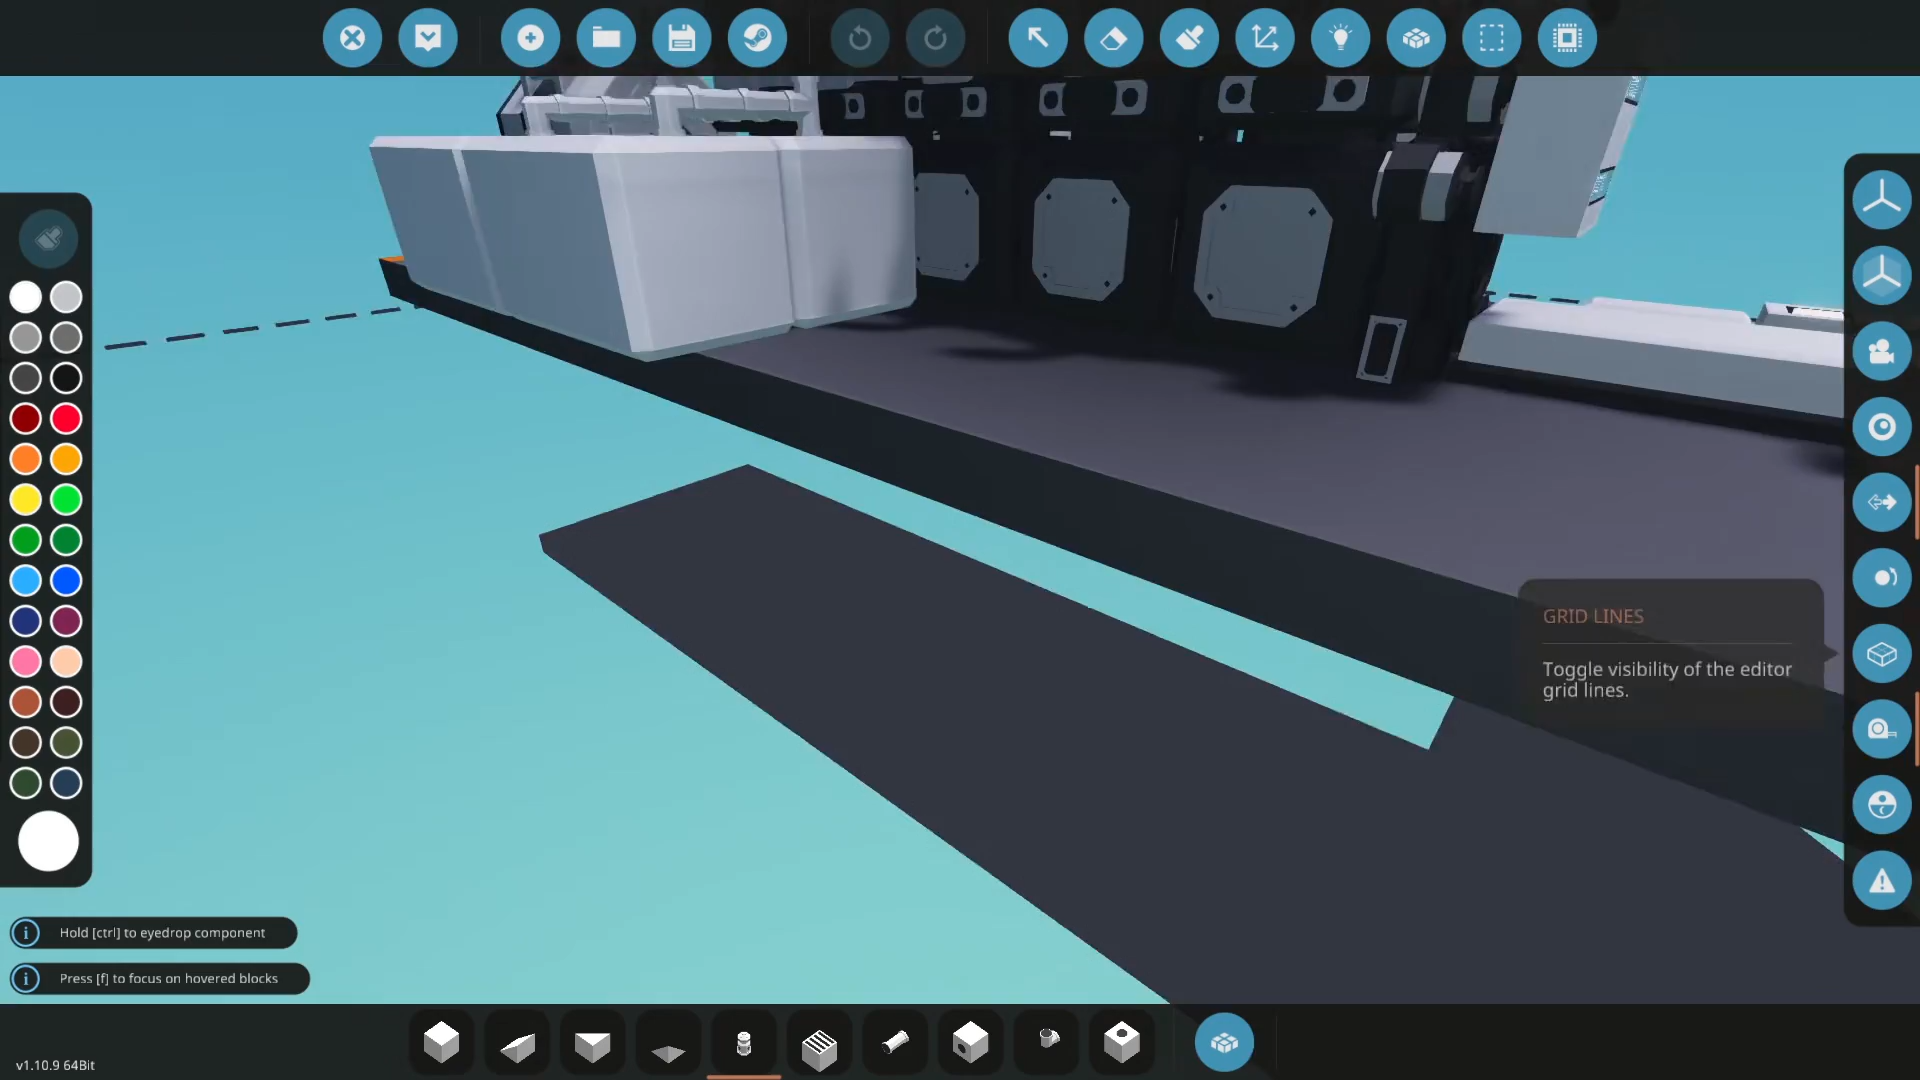 GRID LINES
Toggle visibility of the editor
grid lines.
Hold [ctrl] to eyedrop component
Press [f] to focus on hovered blocks
v1.10.9 64Bit